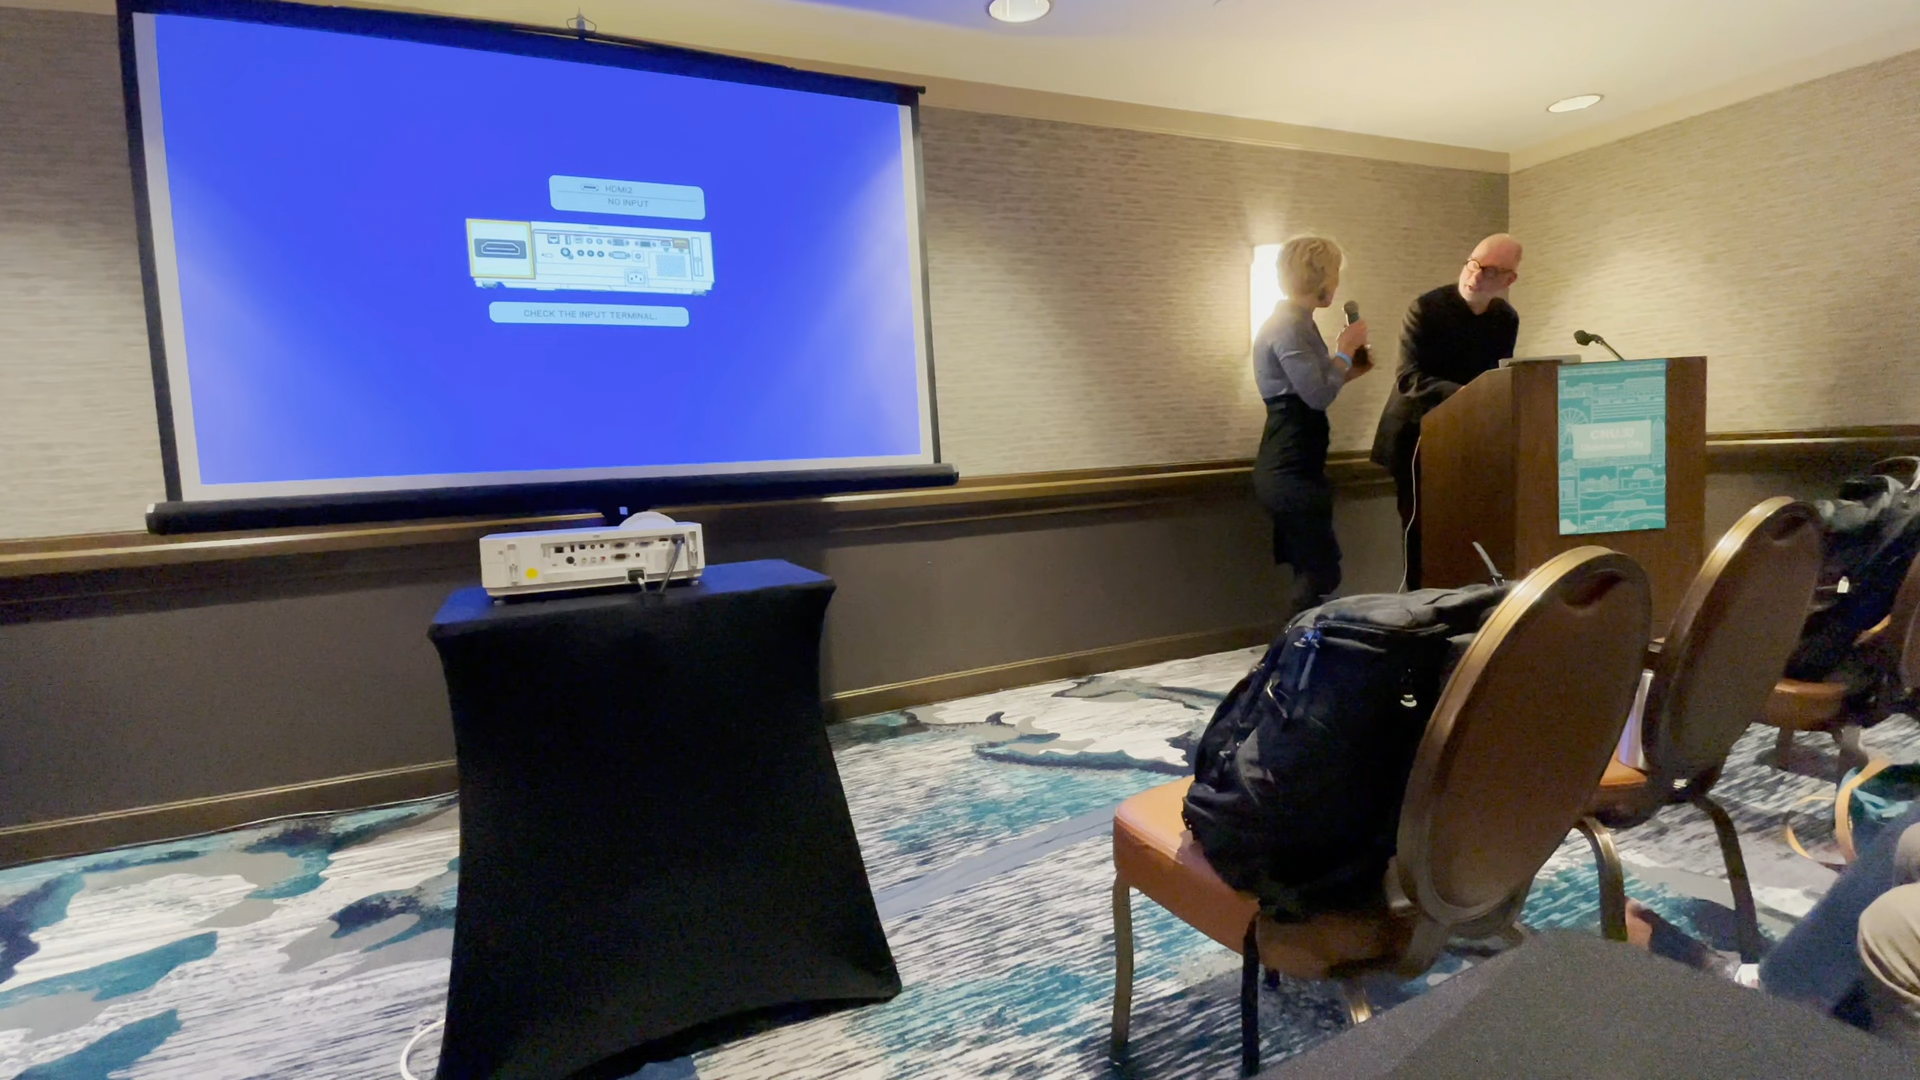 HDMI2
NO INPUT
CHECK THE INPUT TERMINAL.